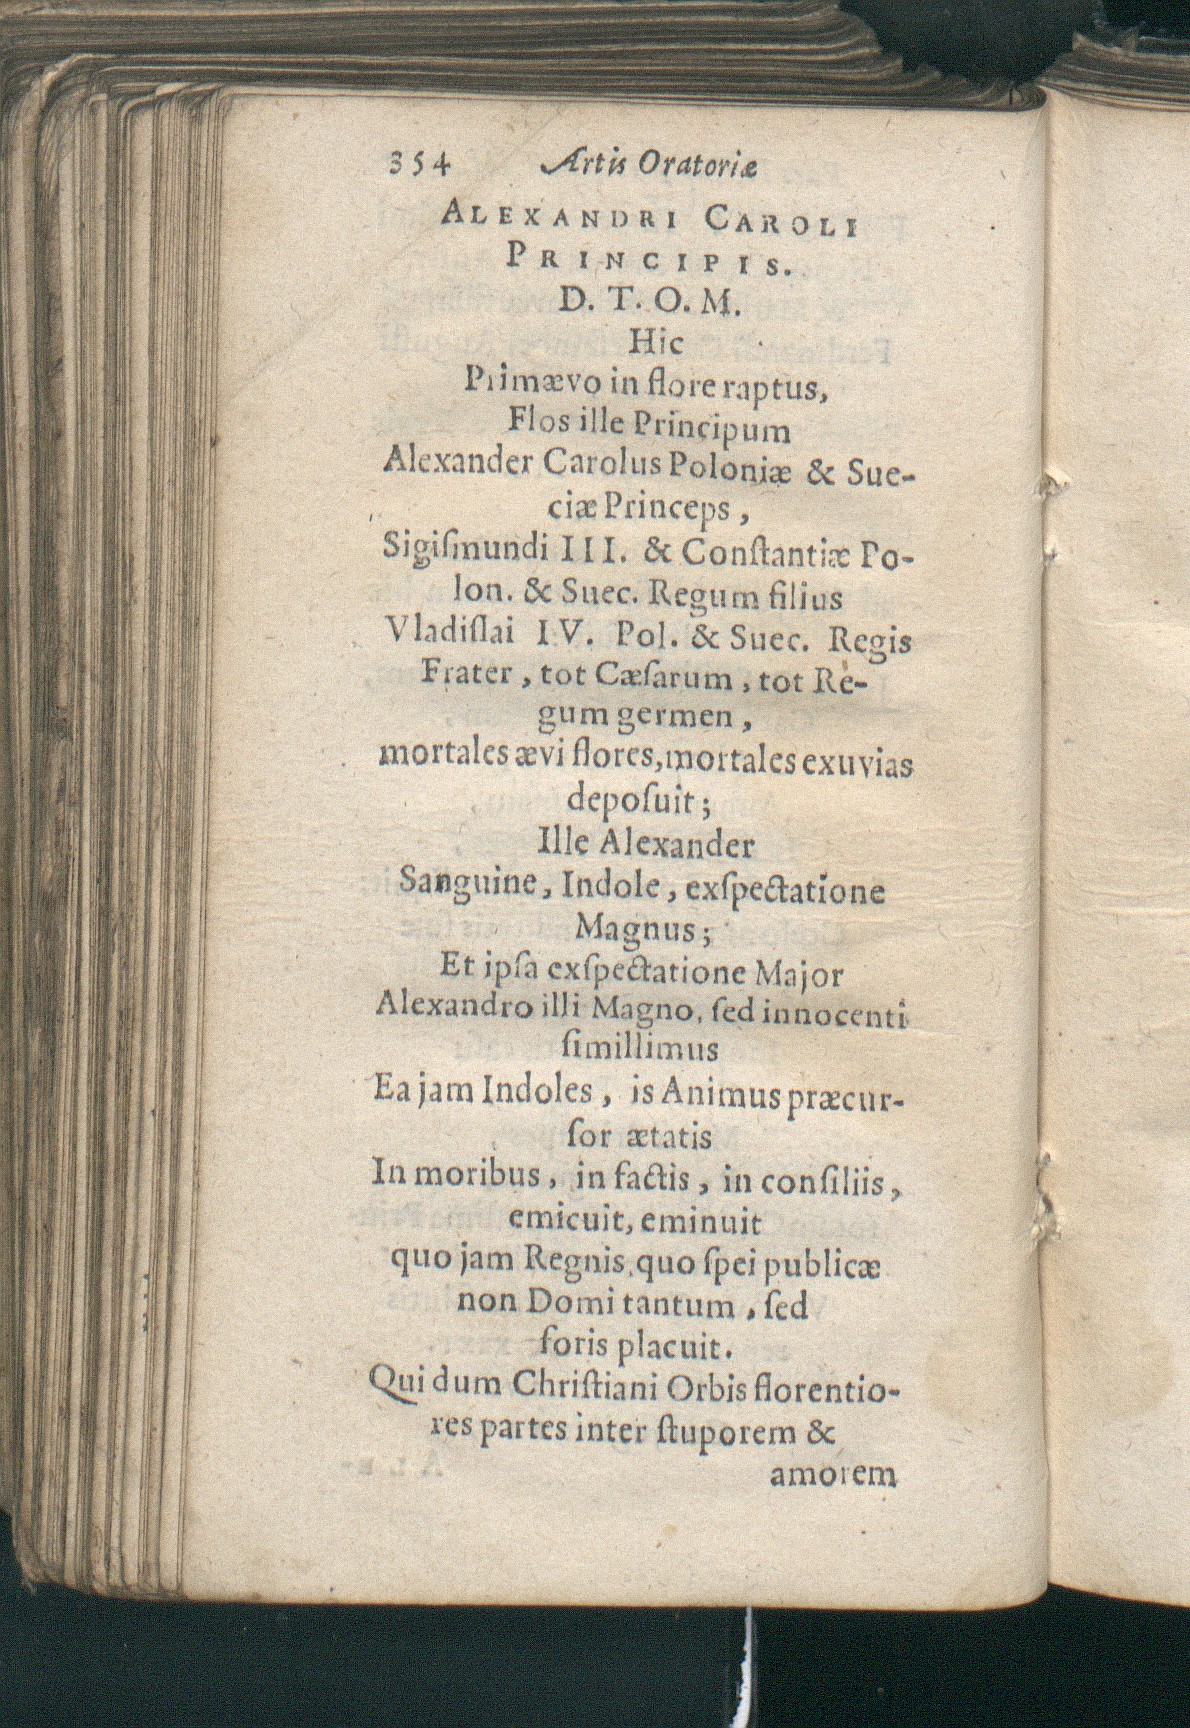 354 Artis Oratoriæ
ALEXANDRI CAROLI
PRINCIPIS.
D. T. O. M.
Hic
Primævo in flore raptus,
Flos ille Principum
Alexander Carolus Poloniæ & Sue-
ciæ Princeps,
Sigiſmundi III. & Conſtantiæ Po-
lon. & Suec. Regum filius
Vladiſlai IV. Pol. & Suec. Regis
Frater, tot Cæſarum, tot Re-
gum germen,
mortales ævi flores, mortales exuvias
depoſuit;
Ille Alexander
Sanguine, Indole, exſpectatione
Magnus;
Et ipſa exſpectatione Major
Alexandro illi Magno, ſed innocenti
ſimillimus
Ea jam Indoles, is Animus præcur-
ſor ætatis
In moribus, in factis, in conſiliis,
emicuit, eminuit
quo jam Regnis, quo ſpei publicæ
non Domi tantum, ſed
foris placuit.
Qui dum Chriſtiani Orbis florentio-
res partes inter ſtuporem &
amorem